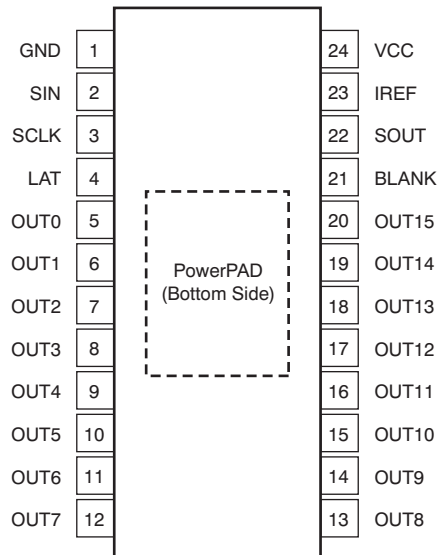 GND 1 24 VCC
SIN 2 23 IREF
SCLK 3 22 SOUT
LAT 4 21 BLANK
OUT0 5 20 OUT15
OUT1 6 19 OUT14
PowerPAD
(Bottom Side)
OUT2 7 18 OUT13
OUT3 8 17 OUT12
OUT4 9 16 OUT11
OUT5 10 15 OUT10
OUT6 11 14 OUT9
OUT7 12 13 OUT8